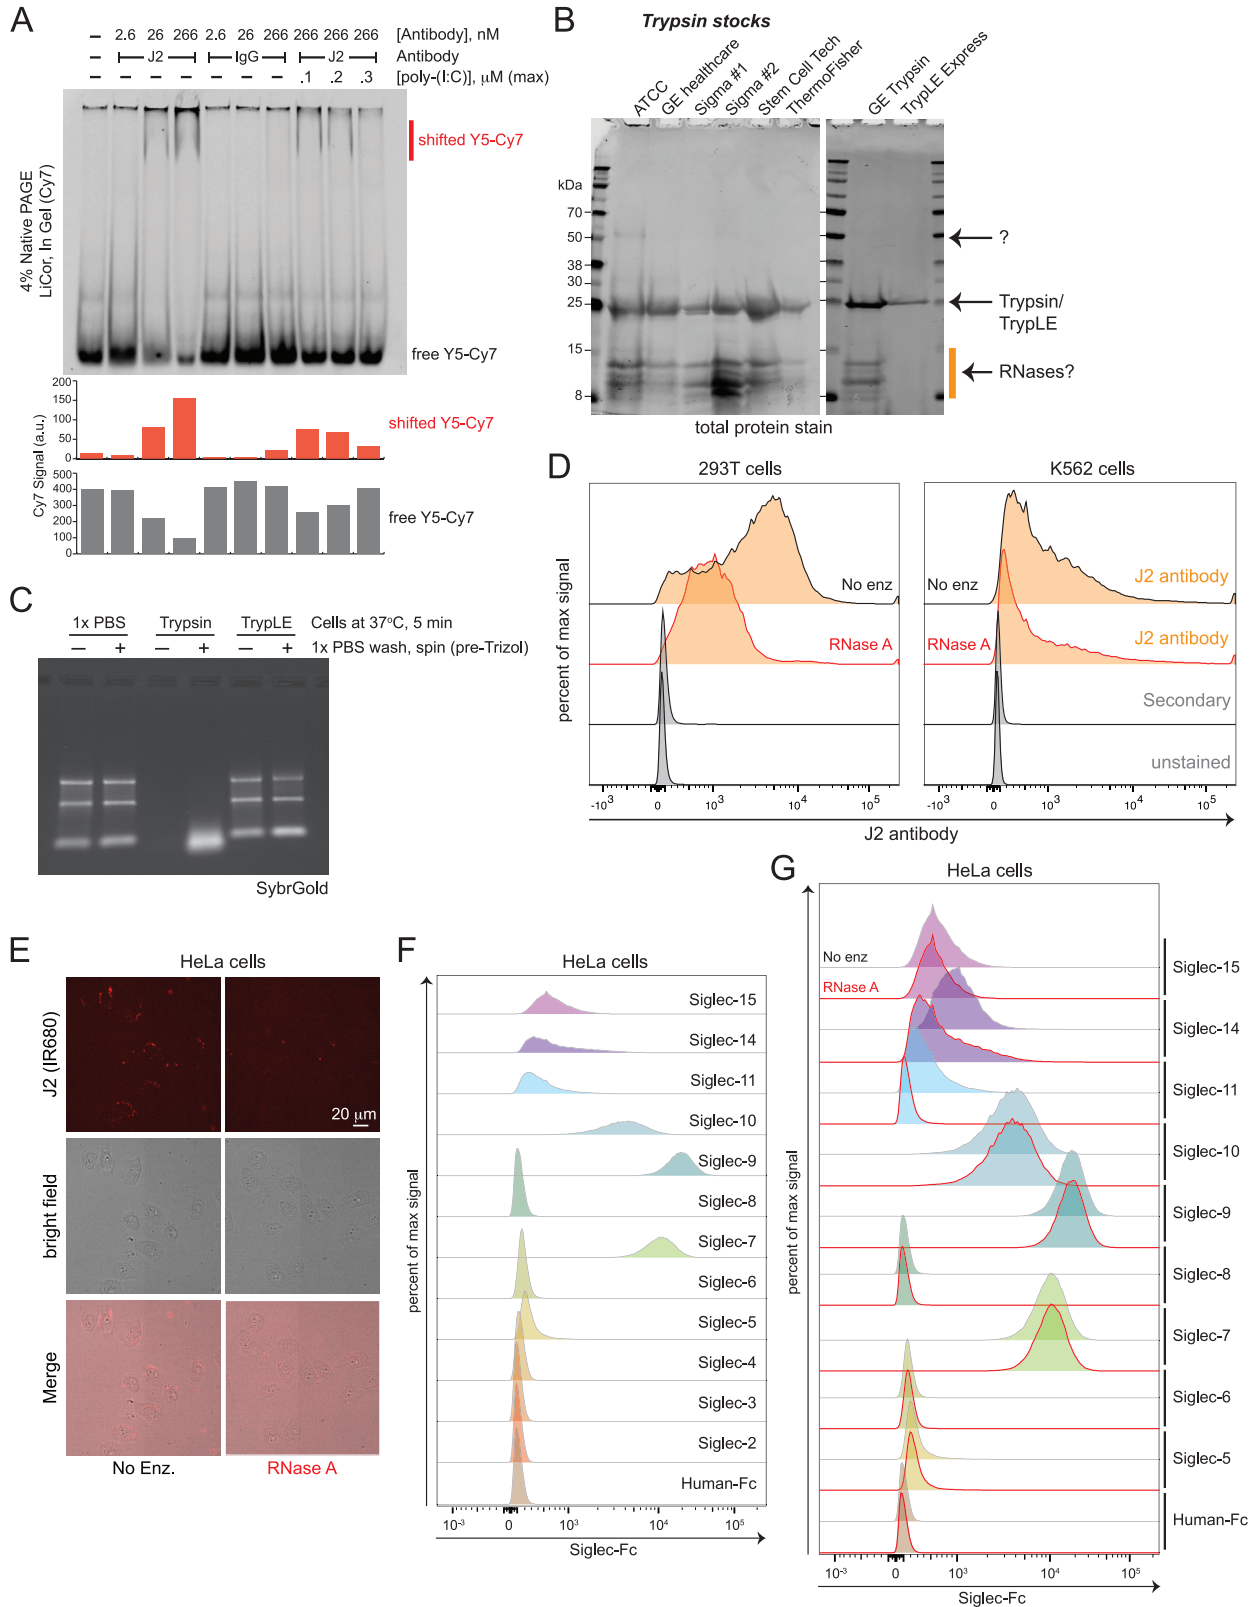 A
– 2.6 26 266 2.6 26 266 266 266 266 [Antibody], nM
J2 IgG J2 Antibody
– – – – – – – .1 .2 .3 [poly-(I:C)], μM (max)
4% Native PAGE
LiCor, In Gel (Cy7)
shifted Y5-Cy7
free Y5-Cy7
Cy7 Signal (a.u.)
200
150
100
50
0
shifted Y5-Cy7
500
400
300
200
100
0
free Y5-Cy7
B
Trypsin stocks
ATCC
GE healthcare
Sigma #1
Sigma #2
Stem Cell Tech
ThermoFisher
GE Trypsin
TrypLE Express
kDa
70
50
38
30
25
15
8
?
Trypsin/
TrypLE
RNases?
total protein stain
C
1x PBS Trypsin TrypLE Cells at 37°C, 5 min
– + – + – + 1x PBS wash, spin (pre-Trizol)
SybrGold
D
293T cells
K562 cells
percent of max signal
No enz
RNase A
No enz
RNase A
J2 antibody
J2 antibody
Secondary
unstained
-10³ 0 10³ 10⁴ 10⁵
-10³ 0 10³ 10⁴ 10⁵
J2 antibody
E
HeLa cells
J2 (IR680)
20 μm
bright field
Merge
No Enz.
RNase A
F
HeLa cells
percent of max signal
Siglec-15
Siglec-14
Siglec-11
Siglec-10
Siglec-9
Siglec-8
Siglec-7
Siglec-6
Siglec-5
Siglec-4
Siglec-3
Siglec-2
Human-Fc
-10⁻³ 0 10³ 10⁴ 10⁵
Siglec-Fc
G
HeLa cells
percent of max signal
No enz
RNase A
Siglec-15
Siglec-14
Siglec-11
Siglec-10
Siglec-9
Siglec-8
Siglec-7
Siglec-6
Siglec-5
Human-Fc
-10⁻³ 0 10³ 10⁴ 10⁵
Siglec-Fc